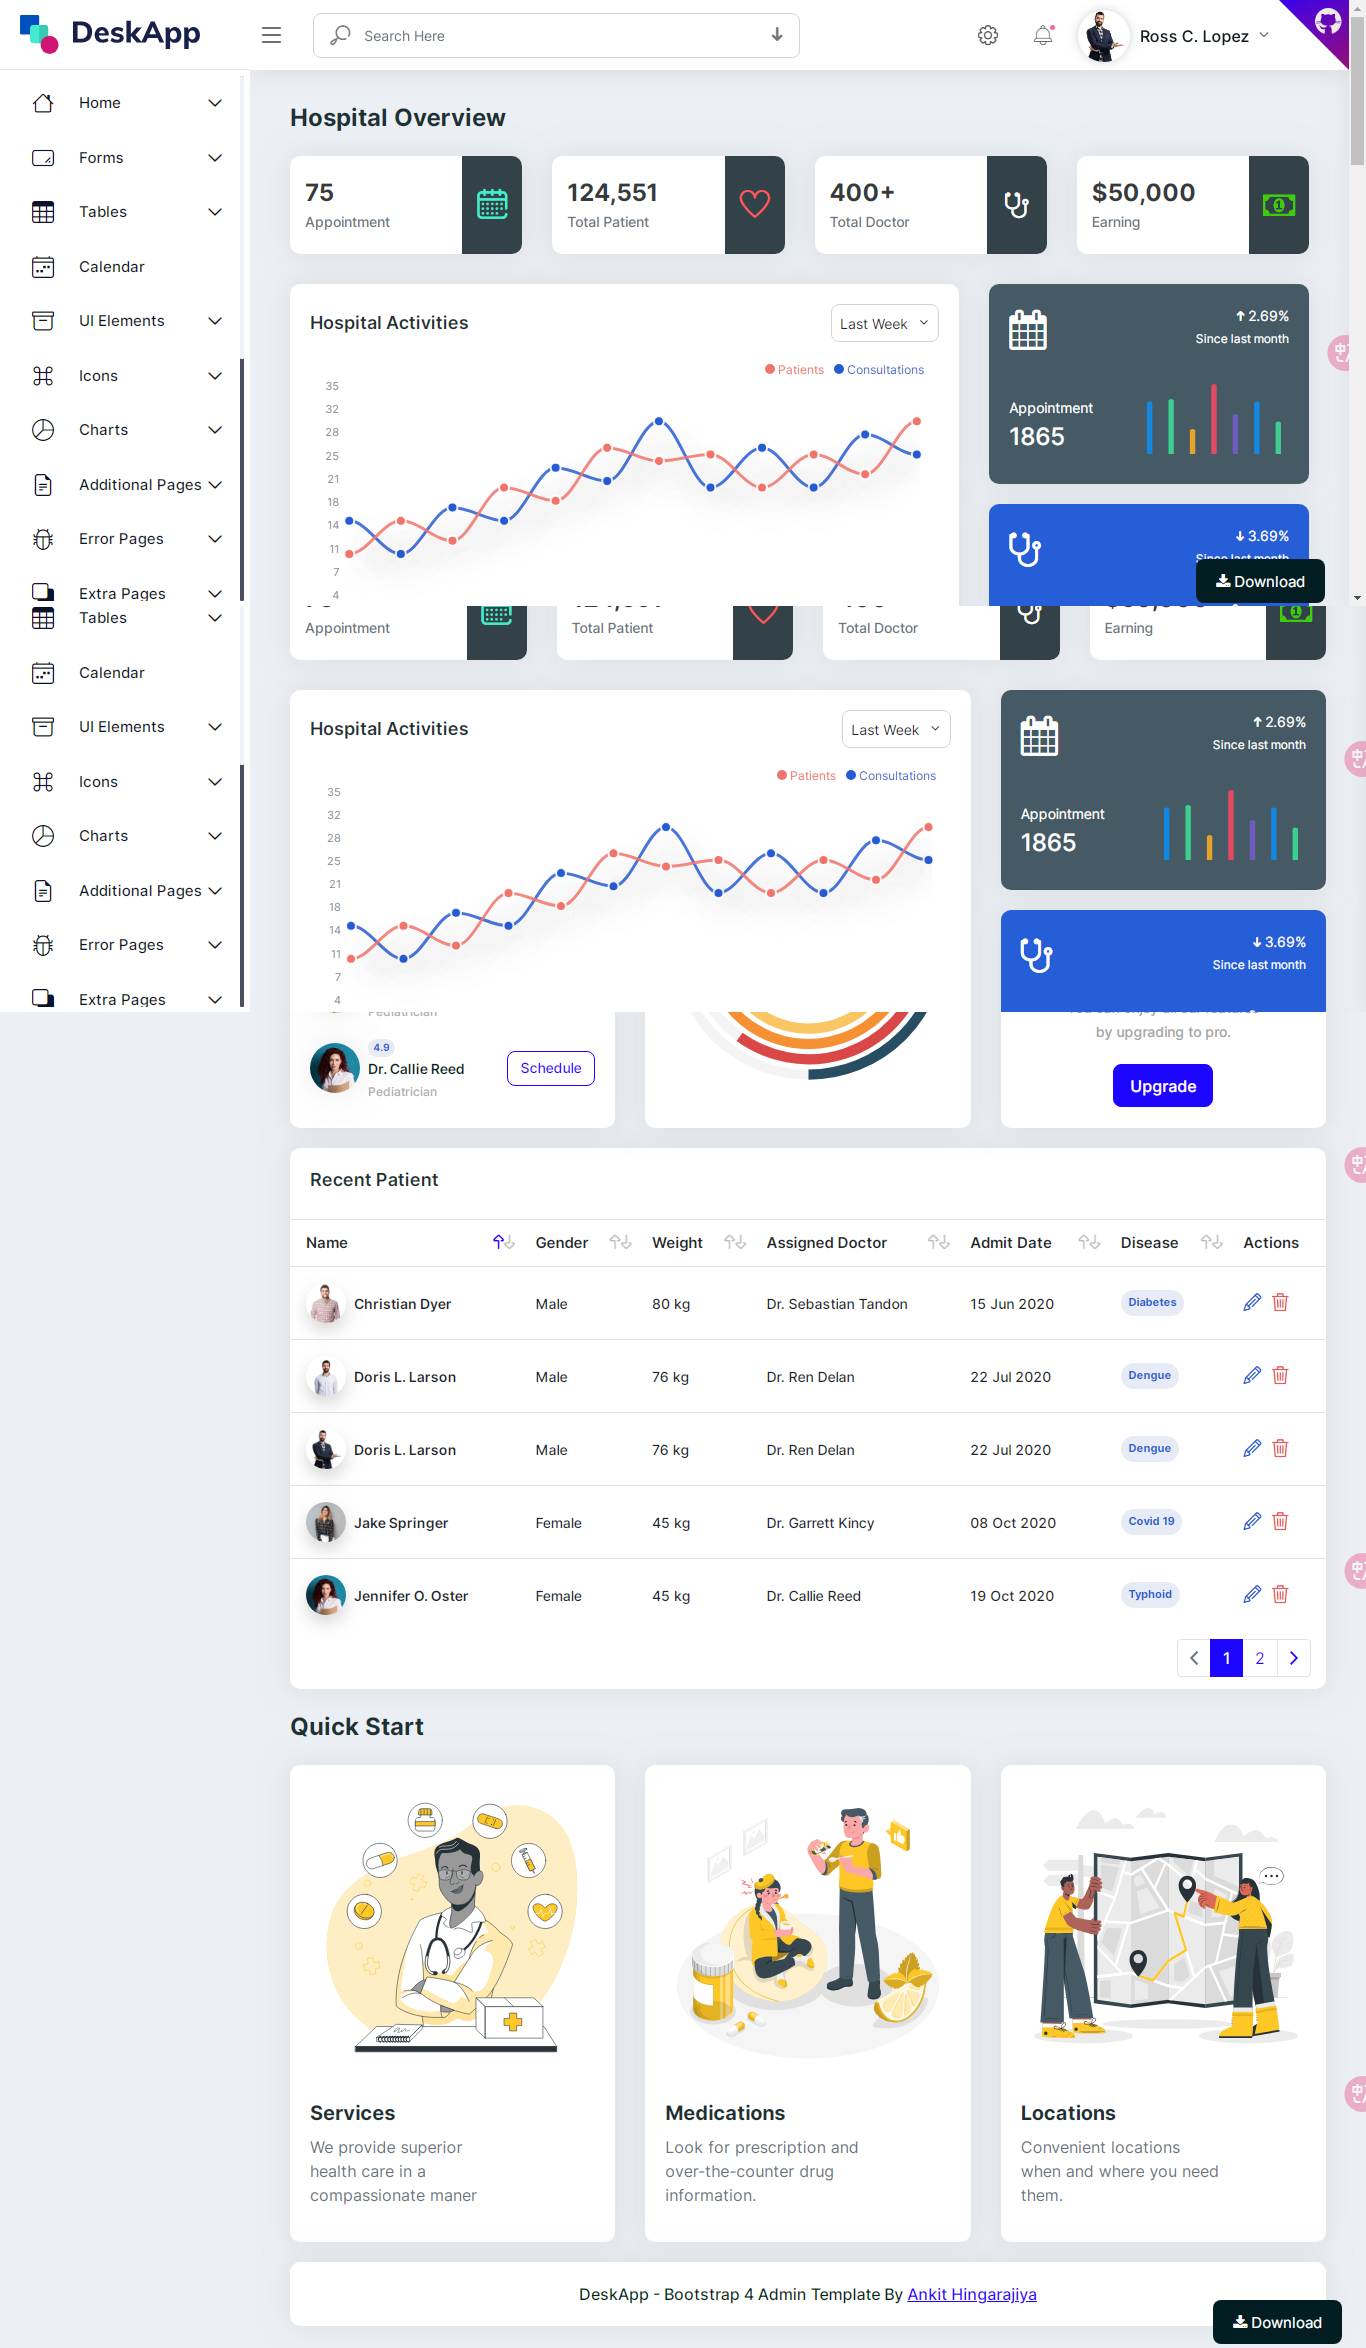 DeskApp
Search Here
Ross C. Lopez
Home
Forms
Tables
Calendar
UI Elements
Icons
Charts
Additional Pages
Error Pages
Extra Pages
Hospital Overview
75
Appointment
124,551
Total Patient
400+
Total Doctor
$50,000
Earning
Hospital Activities
Last Week
Patients Consultations
35
32
28
25
21
18
14
11
7
4
2.69%
Since last month
Appointment
1865
3.69%
Download
Tables
Calendar
UI Elements
Icons
Charts
Additional Pages
Error Pages
Extra Pages
Appointment
Total Patient
Total Doctor
Earning
Hospital Activities
Last Week
Patients Consultations
35
32
28
25
21
18
14
11
7
4
2.69%
Since last month
Appointment
1865
3.69%
Since last month
by upgrading to pro.
Upgrade
4.9
Dr. Callie Reed
Pediatrician
Schedule
Recent Patient
Name Gender Weight Assigned Doctor Admit Date Disease Actions
Christian Dyer Male 80 kg Dr. Sebastian Tandon 15 Jun 2020 Diabetes
Doris L. Larson Male 76 kg Dr. Ren Delan 22 Jul 2020 Dengue
Doris L. Larson Male 76 kg Dr. Ren Delan 22 Jul 2020 Dengue
Jake Springer Female 45 kg Dr. Garrett Kincy 08 Oct 2020 Covid 19
Jennifer O. Oster Female 45 kg Dr. Callie Reed 19 Oct 2020 Typhoid
1 2
Quick Start
Services
We provide superior
health care in a
compassionate maner
Medications
Look for prescription and
over-the-counter drug
information.
Locations
Convenient locations
when and where you need
them.
DeskApp - Bootstrap 4 Admin Template By Ankit Hingarajiya
Download